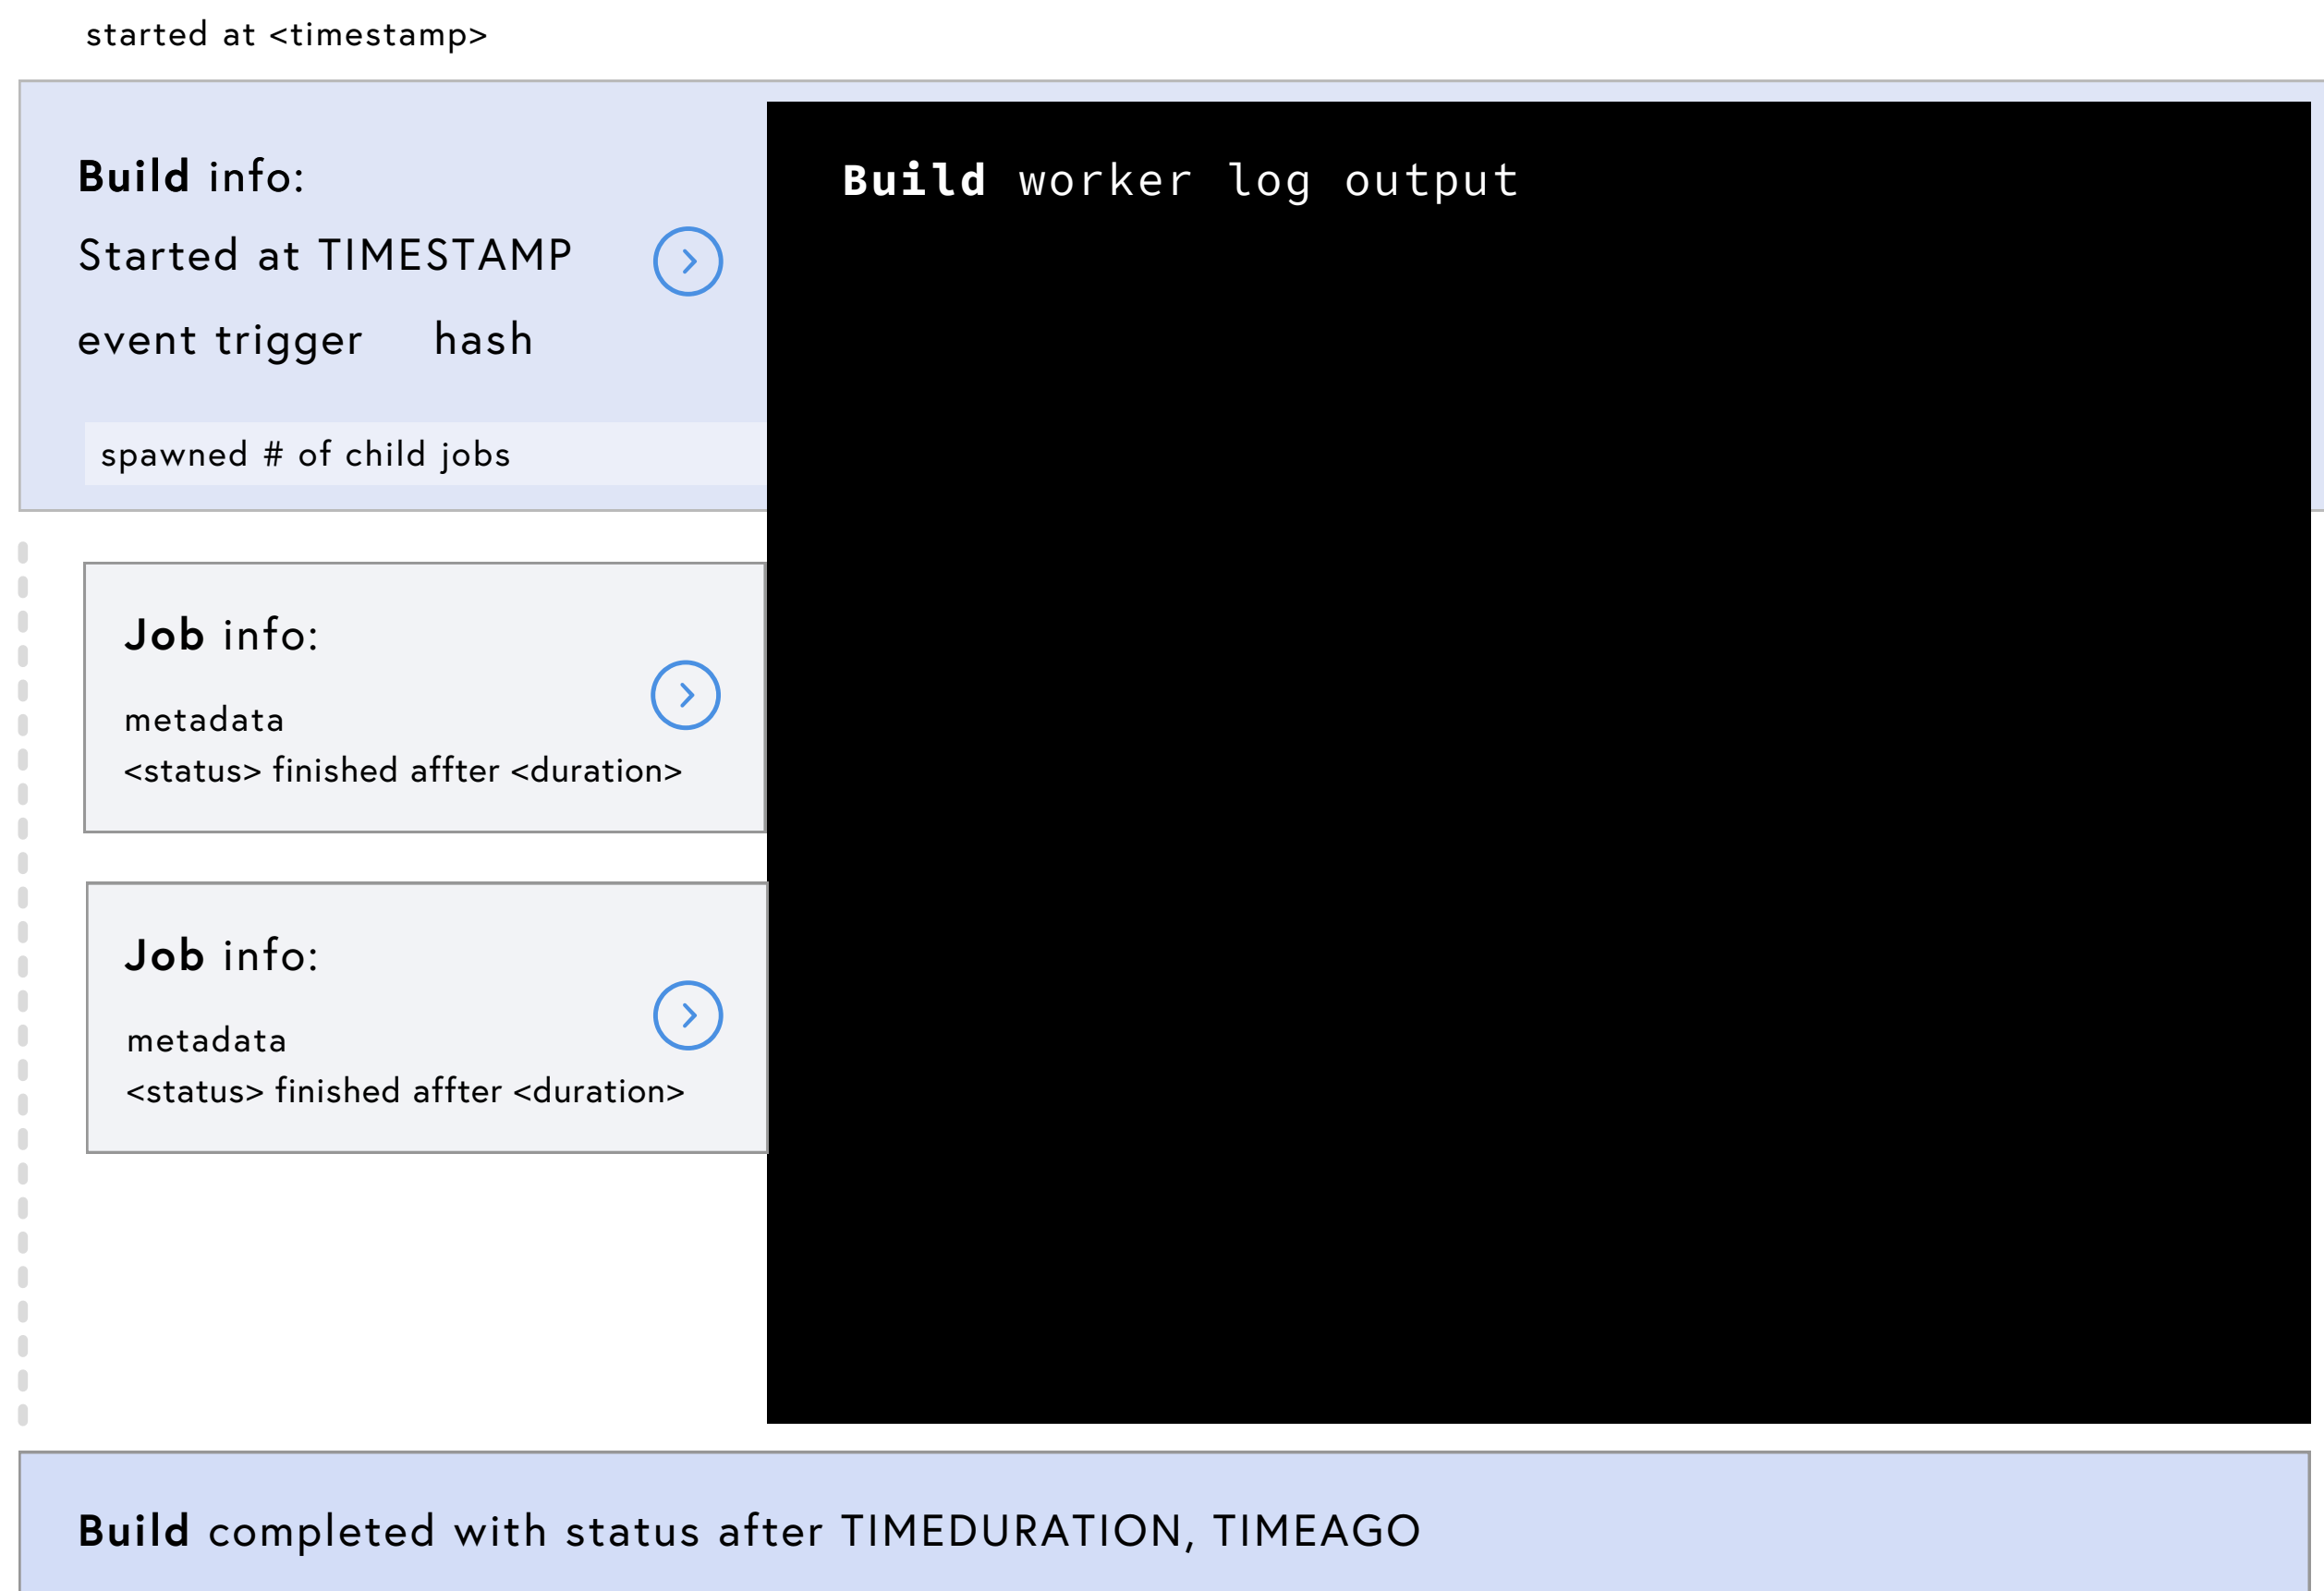 started at <timestamp>
Build info:
Started at TIMESTAMP
event trigger hash
spawned # of child jobs
Build worker log output
Job info:
metadata
<status> finished affter <duration>
Job info:
metadata
<status> finished affter <duration>
Build completed with status after TIMEDURATION, TIMEAGO